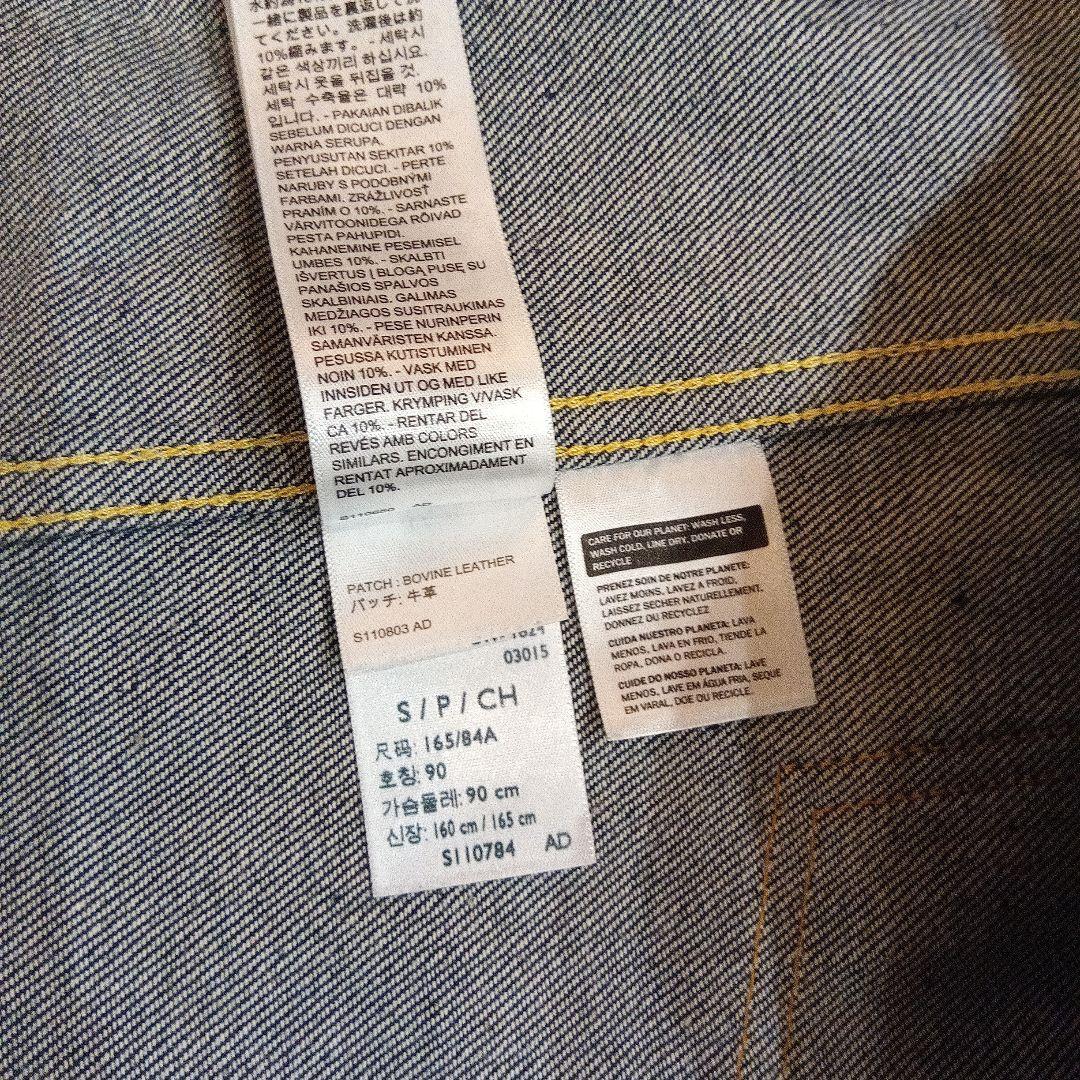 一緒に製品を裏返して洗
てください。洗濯後は約
10%縮みます。 - 세탁시
같은 색상끼리 하십시요.
세탁시 옷을 뒤집을 것.
세탁 수축율은 대략 10%
입니다. - PAKAIAN DIBALIK
SEBELUM DICUCI DENGAN
WARNA SERUPA.
PENYUSUTAN SEKITAR 10%
SETELAH DICUCI. - PERTE
NARUBY S PODOBNÝMI
FARBAMI. ZRÁŽLIVOSŤ
PRANÍM O 10%. - SARNASTE
VÄRVITOONIDEGA RÕIVAD
PESTA PAHUPIDI.
KAHANEMINE PESEMISEL
UMBES 10%. - SKALBTI
IŠVERTUS Į BLOGĄ PUSĘ SU
PANAŠIOS SPALVOS
SKALBINIAIS. GALIMAS
MEDŽIAGOS SUSITRAUKIMAS
IKI 10%. - PESE NURINPERIN
SAMANVÄRISTEN KANSSA.
PESUSSA KUTISTUMINEN
NOIN 10%. - VASK MED
INNSIDEN UT OG MED LIKE
FARGER. KRYMPING V/VASK
CA 10%. - RENTAR DEL
REVÉS AMB COLORS
SIMILARS. ENCONGIMENT EN
RENTAT APROXIMADAMENT
DEL 10%.
AD
PATCH : BOVINE LEATHER
パッチ: 牛革
S110803 AD
03015
S / P / CH
尺码: 165/84A
호칭: 90
가슴둘레: 90 cm
신장: 160 cm / 165 cm
S110784 AD
CARE FOR OUR PLANET: WASH LESS,
WASH COLD, LINE DRY, DONATE OR
RECYCLE
PRENEZ SOIN DE NOTRE PLANETE:
LAVEZ MOINS, LAVEZ A FROID,
LAISSEZ SECHER NATURELLEMENT,
DONNEZ OU RECYCLEZ
CUIDA NUESTRO PLANETA: LAVA
MENOS, LAVA EN FRIO, TIENDE LA
ROPA, DONA O RECICLA.
CUIDE DO NOSSO PLANETA: LAVE
MENOS, LAVE EM ÁGUA FRIA, SEQUE
EM VARAL, DOE OU RECICLE.